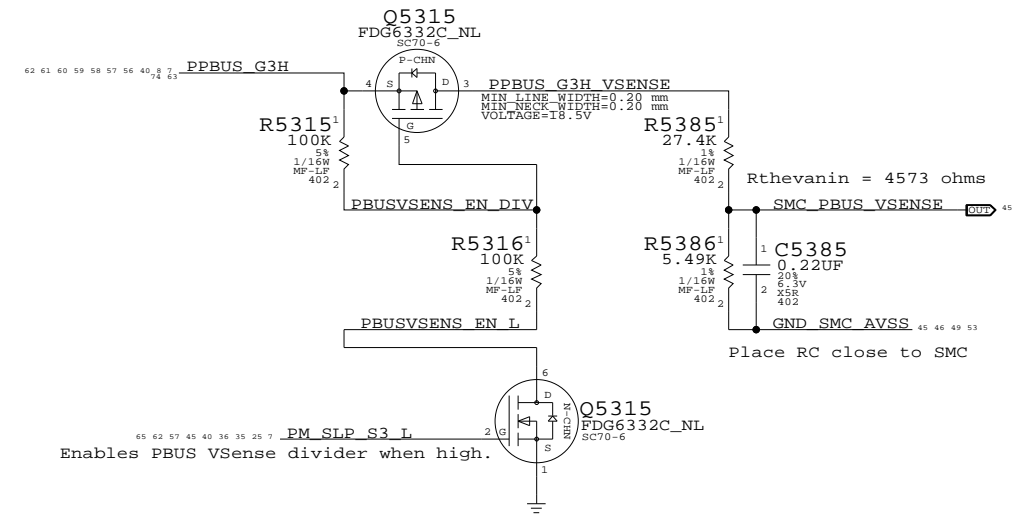 Q5315
FDG6332C_NL
SC70-6
P-CHN
62 61 60 59 58 57 56 40 8 7
74 63
PPBUS_G3H
4
S
D
3
G
5
PPBUS_G3H_VSENSE
MIN_LINE_WIDTH=0.20 mm
MIN_NECK_WIDTH=0.20 mm
VOLTAGE=18.5V
R5315
1
100K
5%
1/16W
MF-LF
402
2
R5385
1
27.4K
1%
1/16W
MF-LF
402
2
Rthevanin = 4573 ohms
PBUSVSENS_EN_DIV
SMC_PBUS_VSENSE
OUT
45
R5316
1
100K
5%
1/16W
MF-LF
402
2
R5386
1
5.49K
1%
1/16W
MF-LF
402
2
1
C5385
0.22UF
20%
6.3V
X5R
402
2
PBUSVSENS_EN_L
GND_SMC_AVSS
45 46 49 53
Place RC close to SMC
6
D
N-CHN
Q5315
FDG6332C_NL
SC70-6
65 62 57 45 40 36 35 25 7
PM_SLP_S3_L
2
G
S
1
Enables PBUS VSense divider when high.